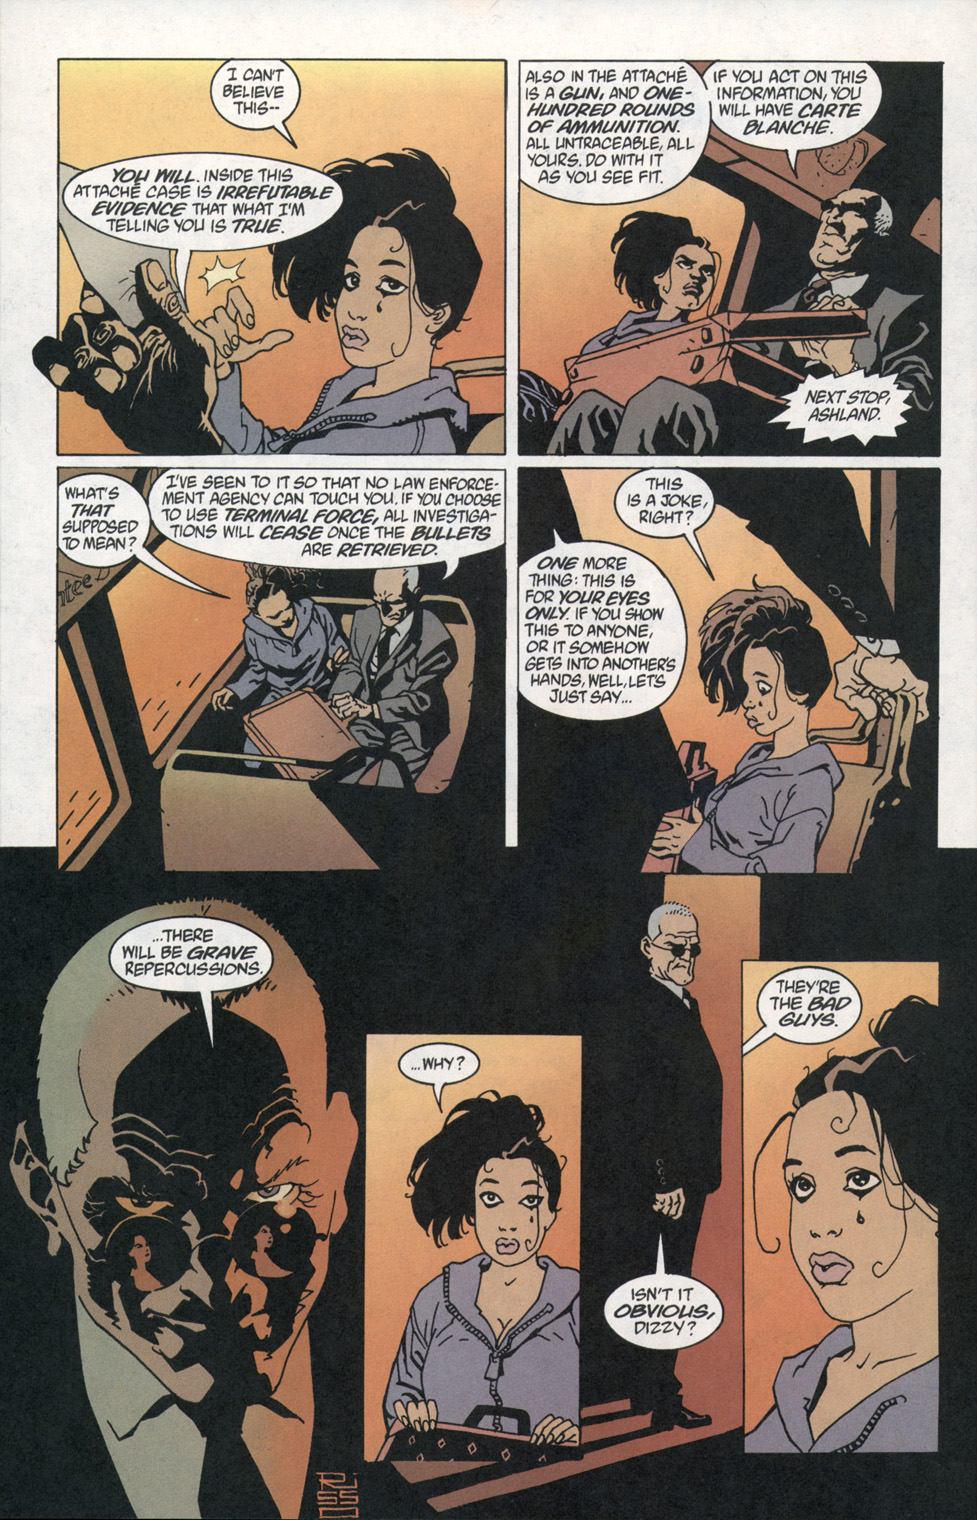 I CAN'T
BELIEVE
THIS--
YOU WILL. INSIDE THIS
ATTACHÉ CASE IS IRREFUTABLE
EVIDENCE THAT WHAT I'M
TELLING YOU IS TRUE.
ALSO IN THE ATTACHÉ
IS A GUN, AND ONE-
HUNDRED ROUNDS
OF AMMUNITION.
ALL UNTRACEABLE, ALL
YOURS. DO WITH IT
AS YOU SEE FIT.
IF YOU ACT ON THIS
INFORMATION, YOU
WILL HAVE CARTE
BLANCHE.
NEXT STOP,
ASHLAND.
WHAT'S
THAT
SUPPOSED
TO MEAN?
I'VE SEEN TO IT SO THAT NO LAW ENFORCE-
MENT AGENCY CAN TOUCH YOU. IF YOU CHOOSE
TO USE TERMINAL FORCE, ALL INVESTIGA-
TIONS WILL CEASE ONCE THE BULLETS
ARE RETRIEVED.
THIS
IS A JOKE,
RIGHT?
ONE MORE
THING: THIS IS
FOR YOUR EYES
ONLY. IF YOU SHOW
THIS TO ANYONE,
OR IT SOMEHOW
GETS INTO ANOTHER'S
HANDS, WELL, LET'S
JUST SAY...
...THERE
WILL BE GRAVE
REPERCUSSIONS.
...WHY?
ISN'T IT
OBVIOUS,
DIZZY?
THEY'RE
THE BAD
GUYS.